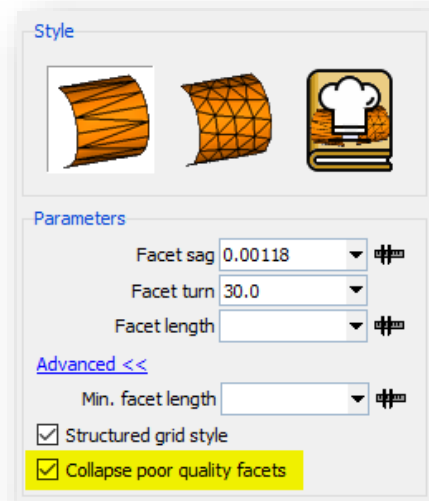 Style
Parameters
Facet sag 0.00118
Facet turn 30.0
Facet length
Advanced <<
Min. facet length
Structured grid style
Collapse poor quality facets